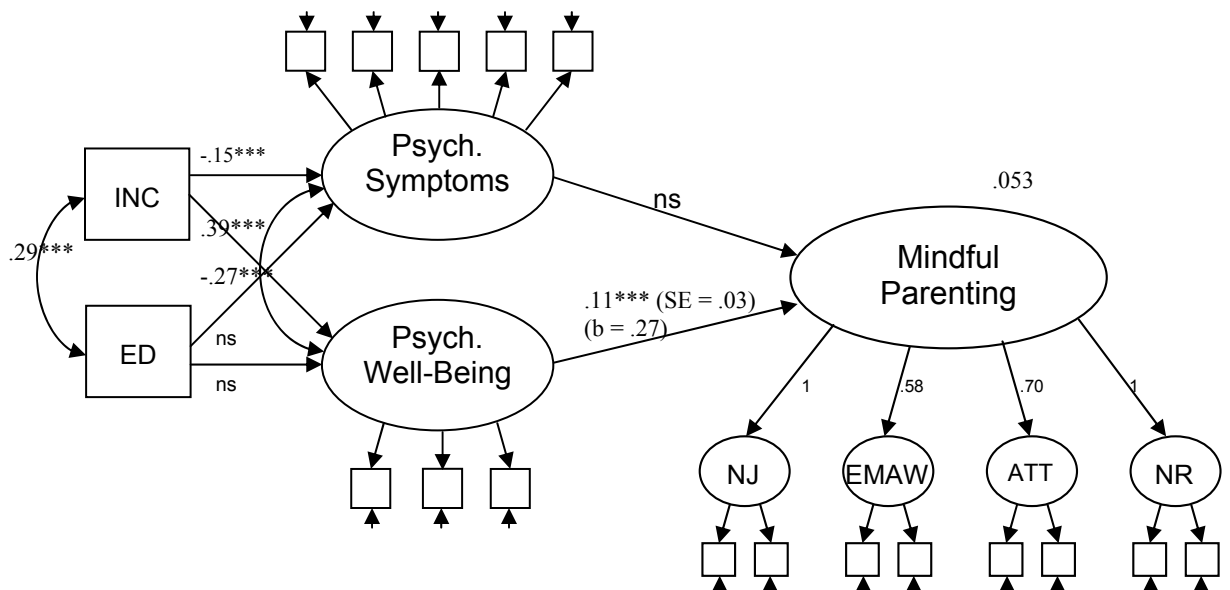 Psych.
Symptoms
-.15***
INC
.053
ns
.39***
.29***
Mindful
Parenting
-.27***
.11*** (SE = .03)
(b = .27)
ns
Psych.
Well-Being
ED
ns
1
.58
.70
1
NJ
EMAW
ATT
NR